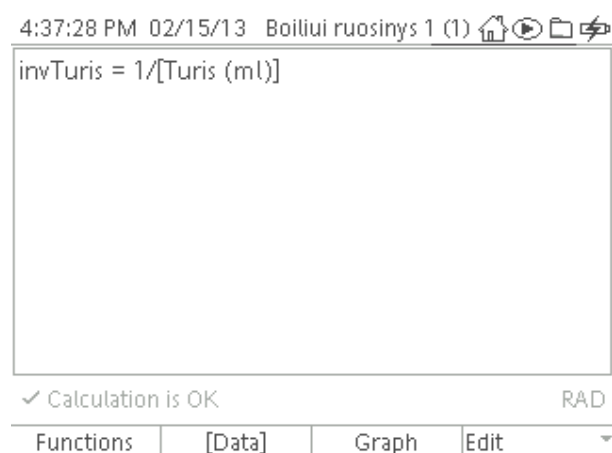 4:37:28 PM 02/15/13 Boiliui ruosinys 1 (1)
invTuris = 1/[Turis (ml)]
✓ Calculation is OK RAD
Functions [Data] Graph Edit